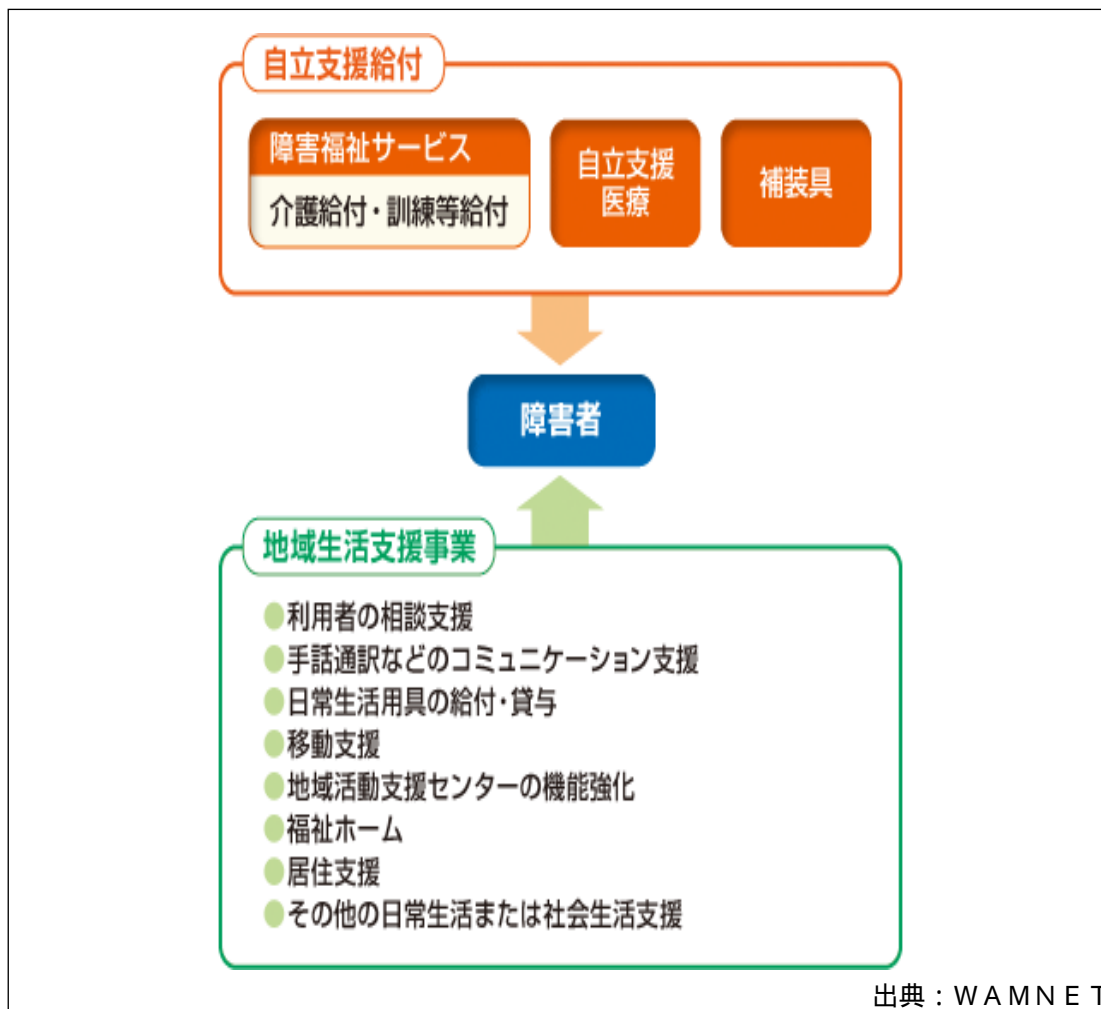 自立支援給付
障害福祉サービス
介護給付・訓練等給付
自立支援
医療
補装具
障害者
地域生活支援事業
●利用者の相談支援
●手話通訳などのコミュニケーション支援
●日常生活用具の給付・貸与
●移動支援
●地域活動支援センターの機能強化
●福祉ホーム
●居住支援
●その他の日常生活または社会生活支援
出典：ＷＡＭＮＥＴ